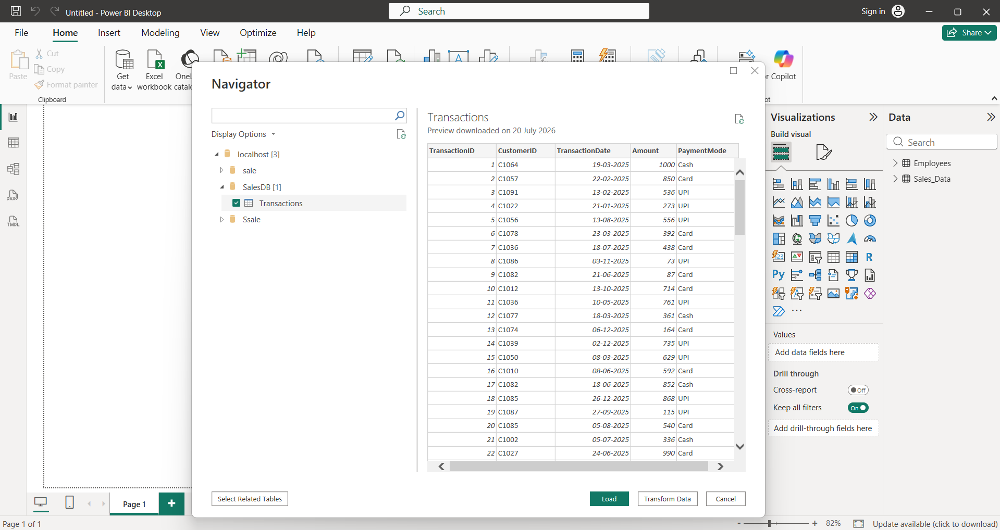 Untitled - Power BI Desktop
Search
Sign in
File Home Insert Modeling View Optimize Help
Share
Paste
Cut
Copy
Format painter
Clipboard
Get data
Excel workbook
OneL
catalo
Copilot
Navigator
Display Options
localhost [3]
sale
SalesDB [1]
Transactions
Ssale
Transactions
Preview downloaded on 20 July 2026
TransactionID CustomerID TransactionDate Amount PaymentMode
1 C1064 19-03-2025 1000 Cash
2 C1057 22-02-2025 850 Card
3 C1091 13-02-2025 536 UPI
4 C1022 21-01-2025 273 UPI
5 C1056 13-08-2025 556 UPI
6 C1078 23-03-2025 392 Card
7 C1036 18-07-2025 438 Card
8 C1086 03-11-2025 73 UPI
9 C1082 21-06-2025 87 Card
10 C1012 13-10-2025 714 Card
11 C1036 10-05-2025 761 UPI
12 C1077 18-03-2025 361 Cash
13 C1074 06-12-2025 164 Card
14 C1039 02-12-2025 735 UPI
15 C1050 08-03-2025 629 UPI
16 C1010 08-06-2025 592 Card
17 C1082 18-06-2025 852 Cash
18 C1085 26-12-2025 868 UPI
19 C1087 27-09-2025 115 UPI
20 C1085 05-08-2025 540 Card
21 C1002 05-07-2025 336 Cash
22 C1027 24-06-2025 990 Card
Select Related Tables
Load
Transform Data
Cancel
Visualizations
Build visual
123
R
Py
Values
Add data fields here
Drill through
Cross-report
Off
Keep all filters
On
Add drill-through fields here
Data
Search
Employees
Sales_Data
DAX
TMDL
Page 1
+
Page 1 of 1
- + 82%
Update available (click to download)